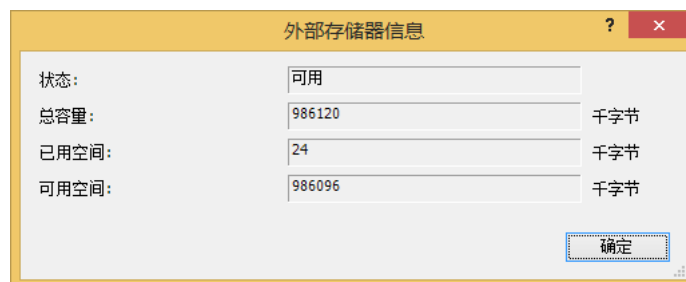 外部存储器信息
? ×
状态: 可用
总容量: 986120 千字节
已用空间: 24 千字节
可用空间: 986096 千字节
确定